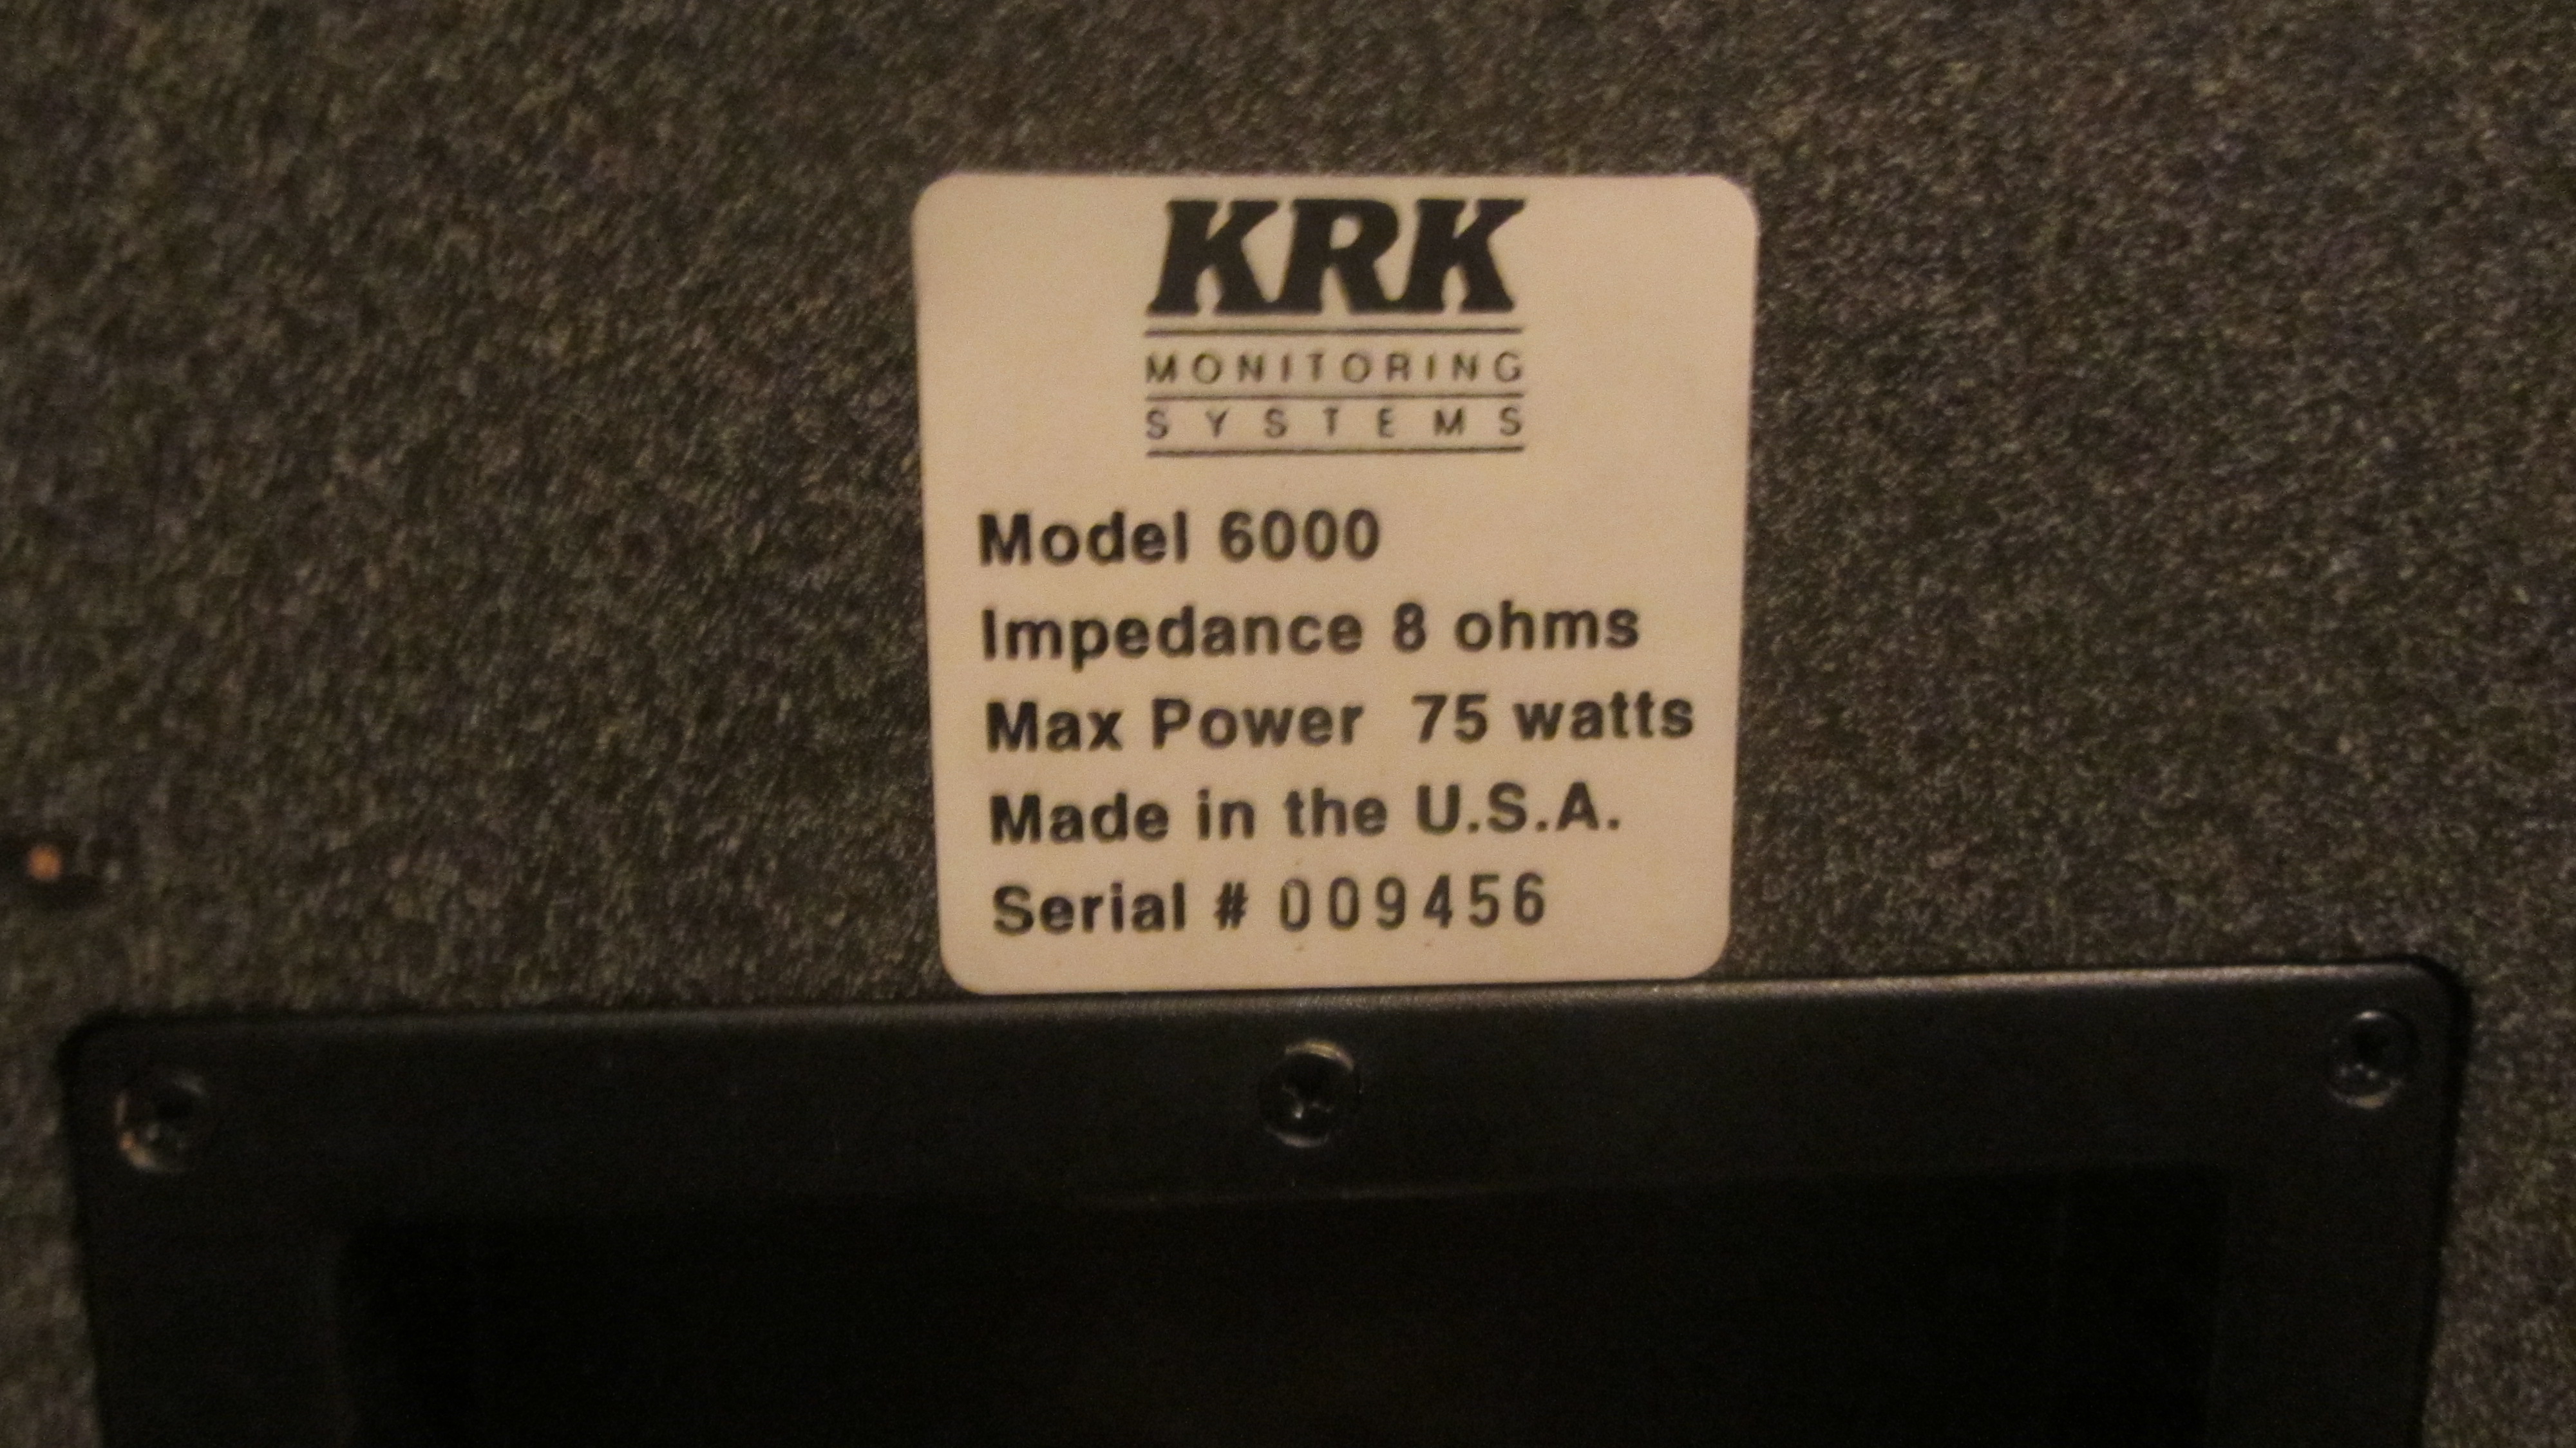 KRK
MONITORING
SYSTEMS
Model 6000
Impedance 8 ohms
Max Power 75 watts
Made in the U.S.A.
Serial # 009456